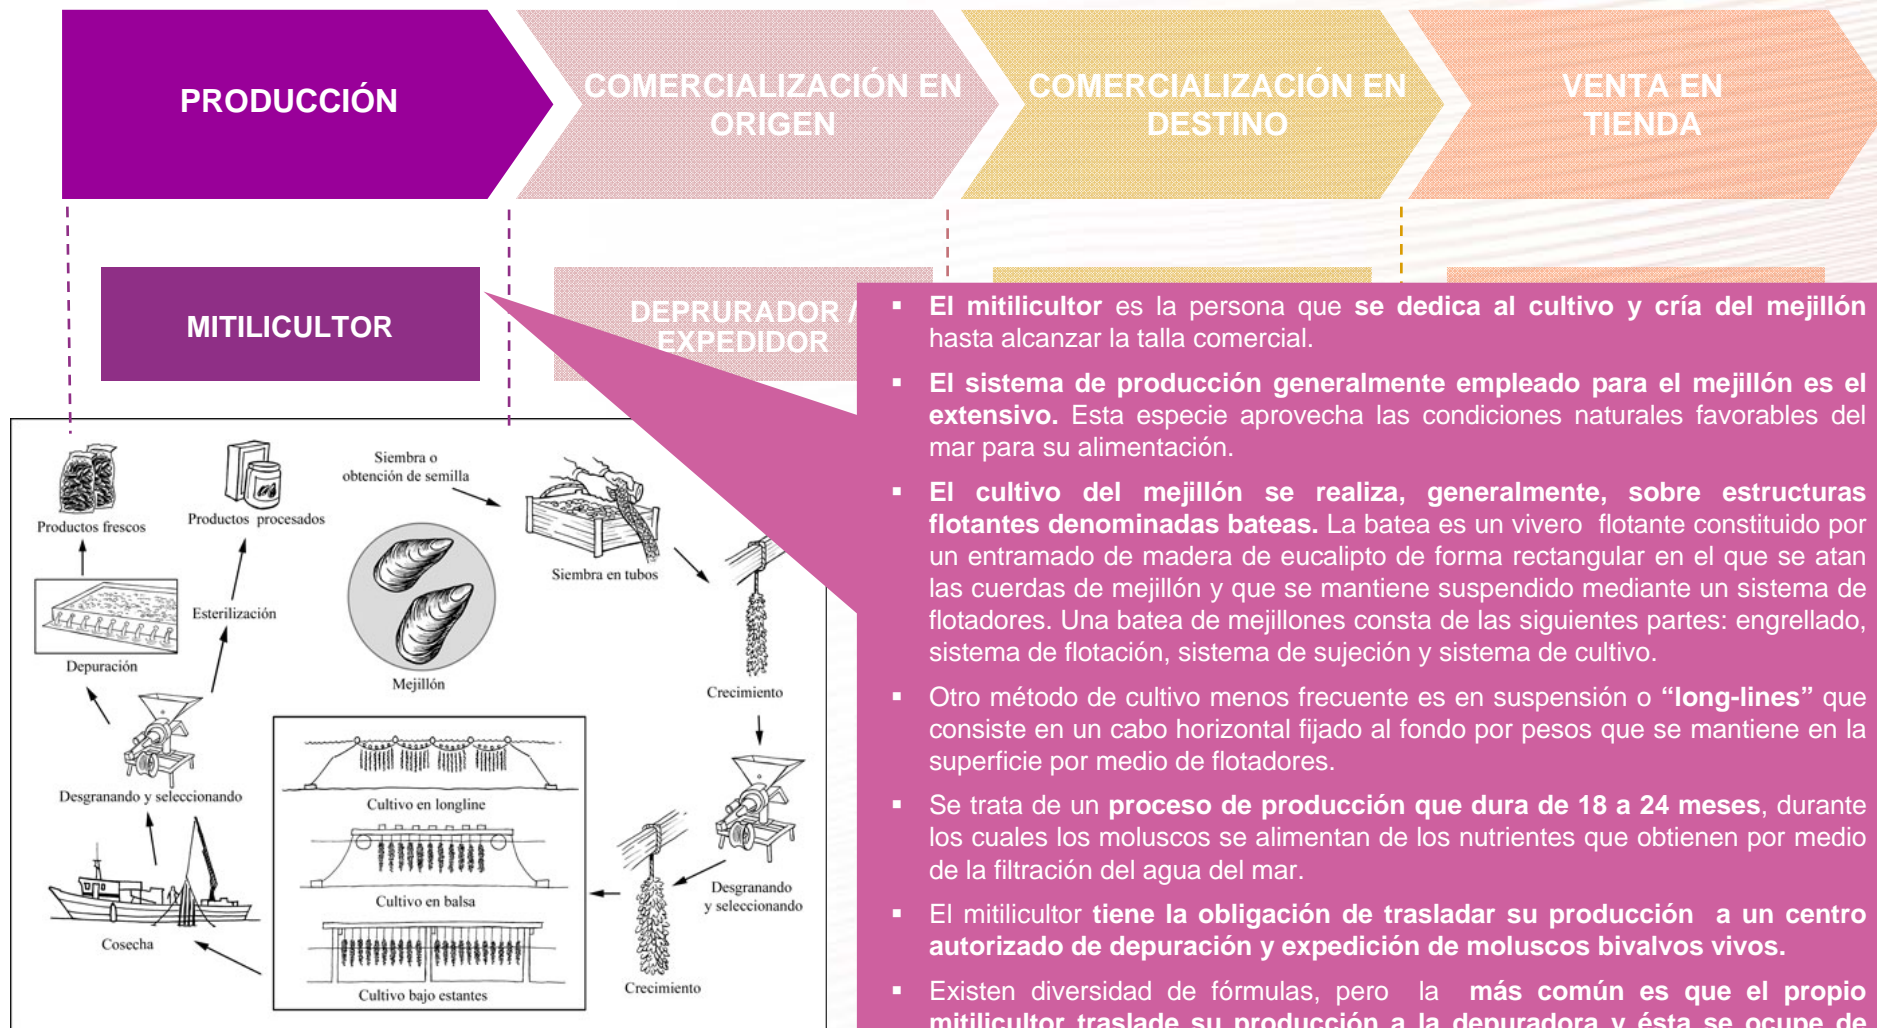 PRODUCCIÓN
COMERCIALIZACIÓN EN
ORIGEN
COMERCIALIZACIÓN EN
DESTINO
VENTA EN
TIENDA
MITILICULTOR
DEPRURADOR /
EXPEDIDOR
▪ El mitilicultor es la persona que se dedica al cultivo y cría del mejillón
hasta alcanzar la talla comercial.
▪ El sistema de producción generalmente empleado para el mejillón es el
extensivo. Esta especie aprovecha las condiciones naturales favorables del
mar para su alimentación.
▪ El cultivo del mejillón se realiza, generalmente, sobre estructuras
flotantes denominadas bateas. La batea es un vivero flotante constituido por
un entramado de madera de eucalipto de forma rectangular en el que se atan
las cuerdas de mejillón y que se mantiene suspendido mediante un sistema de
flotadores. Una batea de mejillones consta de las siguientes partes: engrellado,
sistema de flotación, sistema de sujeción y sistema de cultivo.
▪ Otro método de cultivo menos frecuente es en suspensión o “long-lines” que
consiste en un cabo horizontal fijado al fondo por pesos que se mantiene en la
superficie por medio de flotadores.
▪ Se trata de un proceso de producción que dura de 18 a 24 meses, durante
los cuales los moluscos se alimentan de los nutrientes que obtienen por medio
de la filtración del agua del mar.
▪ El mitilicultor tiene la obligación de trasladar su producción a un centro
autorizado de depuración y expedición de moluscos bivalvos vivos.
▪ Existen diversidad de fórmulas, pero la más común es que el propio
mitilicultor traslade su producción a la depuradora y ésta se ocupe de
Siembra o
obtención de semilla
Siembra en tubos
Crecimiento
Desgranando
y seleccionando
Crecimiento
Mejillón
Cultivo en longline
Cultivo en balsa
Cultivo bajo estantes
Cosecha
Desgranando y seleccionando
Depuración
Esterilización
Productos frescos
Productos procesados